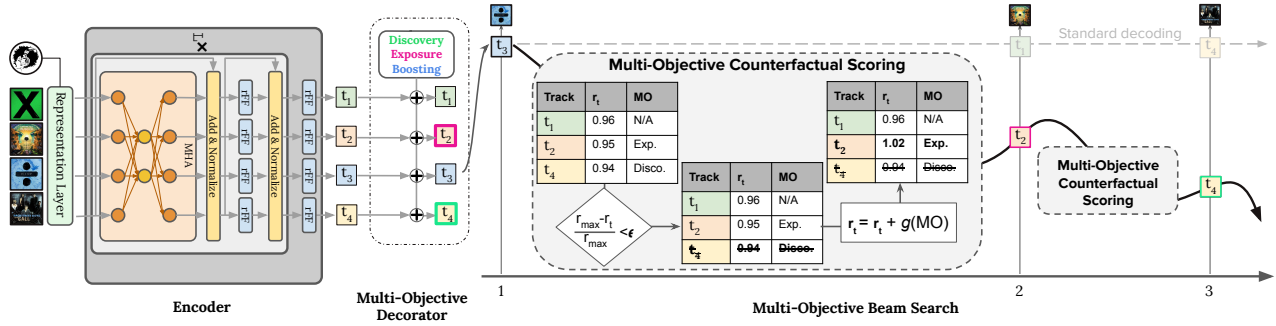 Representation Layer
L
×
MHA
Add & Normalize
rFF
rFF
rFF
rFF
Add & Normalize
rFF
rFF
rFF
rFF
Encoder
t1
t2
t3
t4
Discovery
Exposure
Boosting
t1
t2
t3
t4
Multi-Objective
Decorator
t3
Standard decoding
t1
t4
Multi-Objective Counterfactual Scoring
Track rt MO
t1 0.96 N/A
t2 0.95 Exp.
t4 0.94 Disco.
rmax-rt
rmax
<ϵ
Track rt MO
t1 0.96 N/A
t2 0.95 Exp.
t4 0.94 Disco.
rt = rt + g(MO)
Track rt MO
t1 0.96 N/A
t2 1.02 Exp.
t4 0.94 Disco.
t2
Multi-Objective
Counterfactual
Scoring
t4
1
2
3
Multi-Objective Beam Search